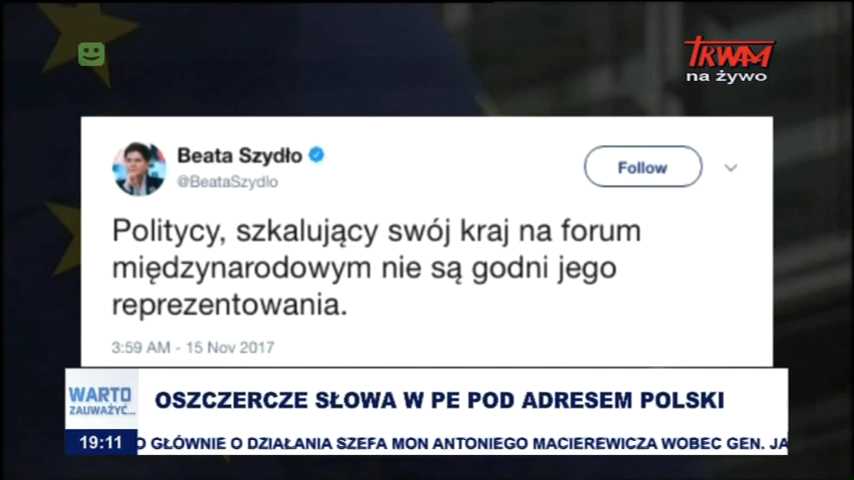 TRWAM
na żywo
Beata Szydło
@BeataSzydlo
Follow
Politycy, szkalujący swój kraj na forum
międzynarodowym nie są godni jego
reprezentowania.
3:59 AM - 15 Nov 2017
WARTO
ZAUWAŻYĆ...
OSZCZERCZE SŁOWA W PE POD ADRESEM POLSKI
19:11
O GŁÓWNIE O DZIAŁANIA SZEFA MON ANTONIEGO MACIEREWICZA WOBEC GEN. JA